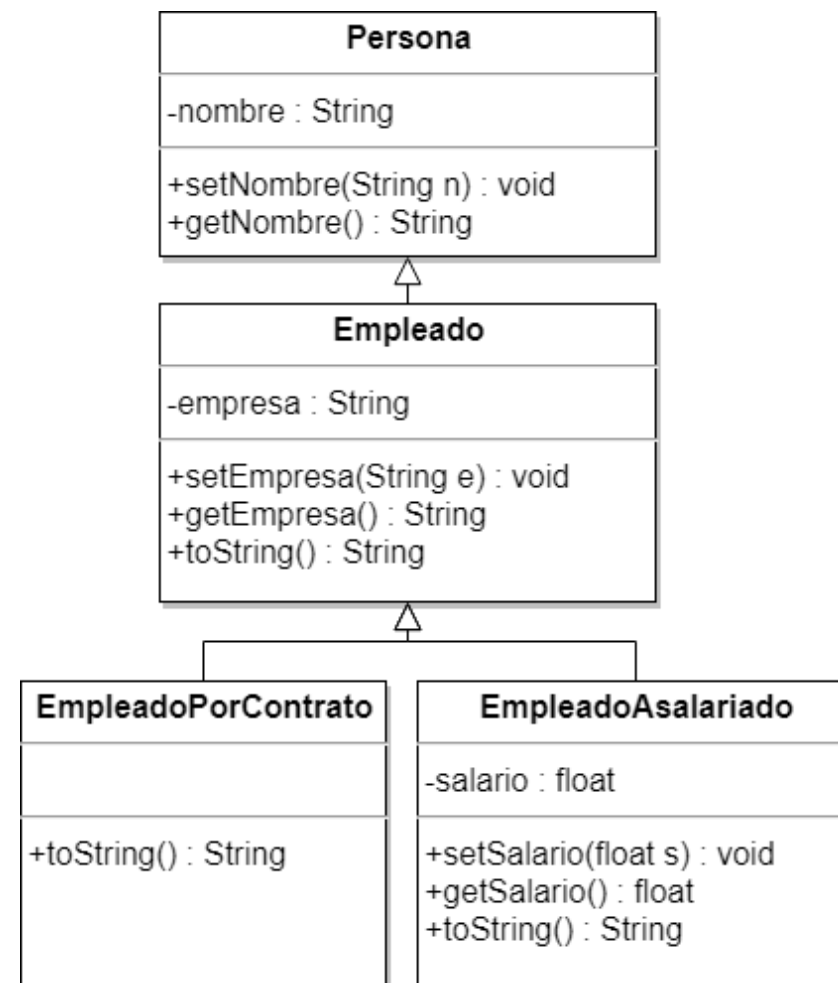 Persona
-nombre : String
+setNombre(String n) : void
+getNombre() : String
Empleado
-empresa : String
+setEmpresa(String e) : void
+getEmpresa() : String
+toString() : String
EmpleadoPorContrato
+toString() : String
EmpleadoAsalariado
-salario : float
+setSalario(float s) : void
+getSalario() : float
+toString() : String